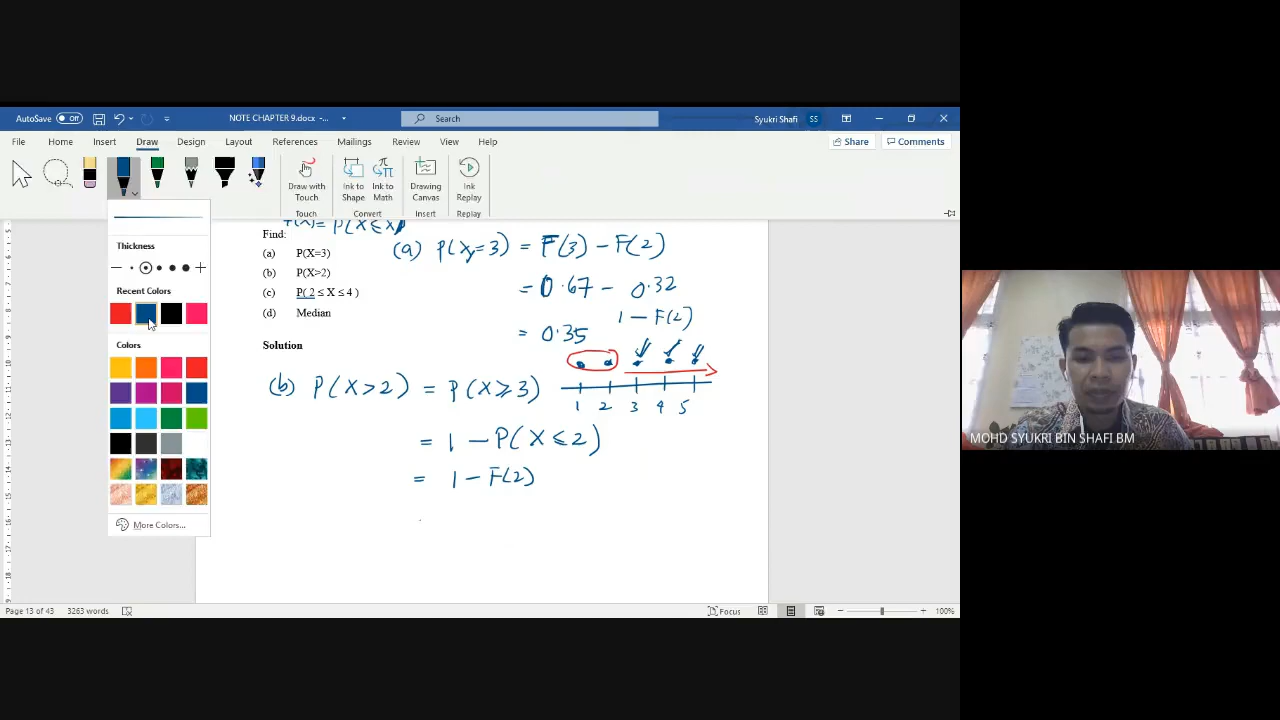 AutoSave Off NOTE CHAPTER 9.docx -... Search Syukri Shafi SS
File Home Insert Draw Design Layout References Mailings Review View Help Share Comments
Draw with Touch Ink to Shape Ink to Math Drawing Canvas Ink Replay
Touch Convert Insert Replay
Thickness
Recent Colors
Colors
More Colors...
F(x) = P(X ≤ x)
Find:
(a) P(X=3)
(b) P(X>2)
(c) P( 2 ≤ X ≤ 4 )
(d) Median
(a) P(X=3) = F(3) - F(2)
= 0.67 - 0.32
= 0.35
1 - F(2)
Solution
(b) P(X>2) = P(X≥3)
1 2 3 4 5
= 1 - P(X≤2)
= 1 - F(2)
MOHD SYUKRI BIN SHAFI.BM
Page 13 of 43 3263 words Focus 100%